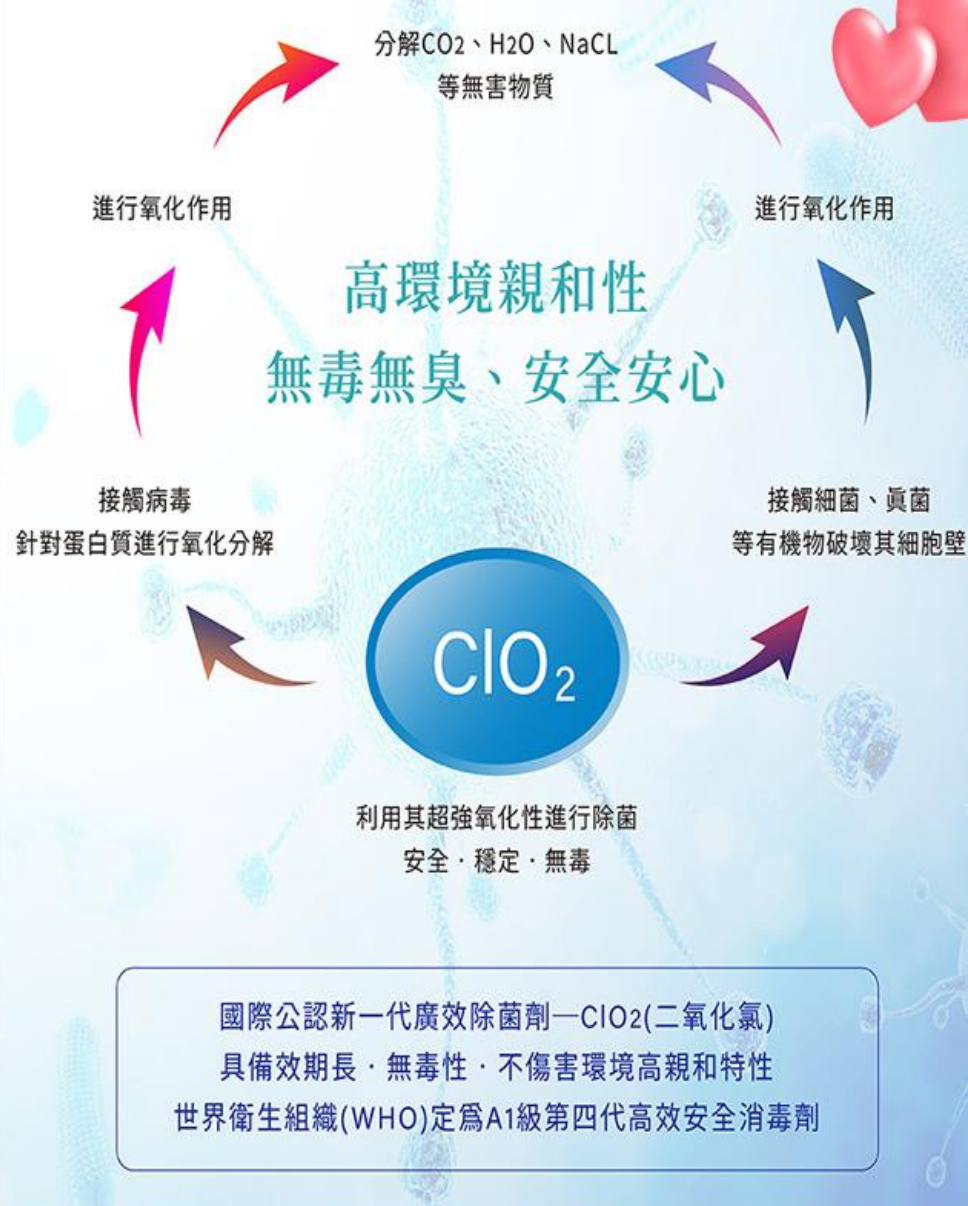 分解CO2、H2O、NaCL
等無害物質
進行氧化作用
進行氧化作用
高環境親和性
無毒無臭、安全安心
接觸病毒
針對蛋白質進行氧化分解
接觸細菌、眞菌
等有機物破壞其細胞壁
ClO2
利用其超強氧化性進行除菌
安全·穩定·無毒
國際公認新一代廣效除菌劑—ClO2(二氧化氯)
具備效期長·無毒性·不傷害環境高親和特性
世界衛生組織(WHO)定爲A1級第四代高效安全消毒劑